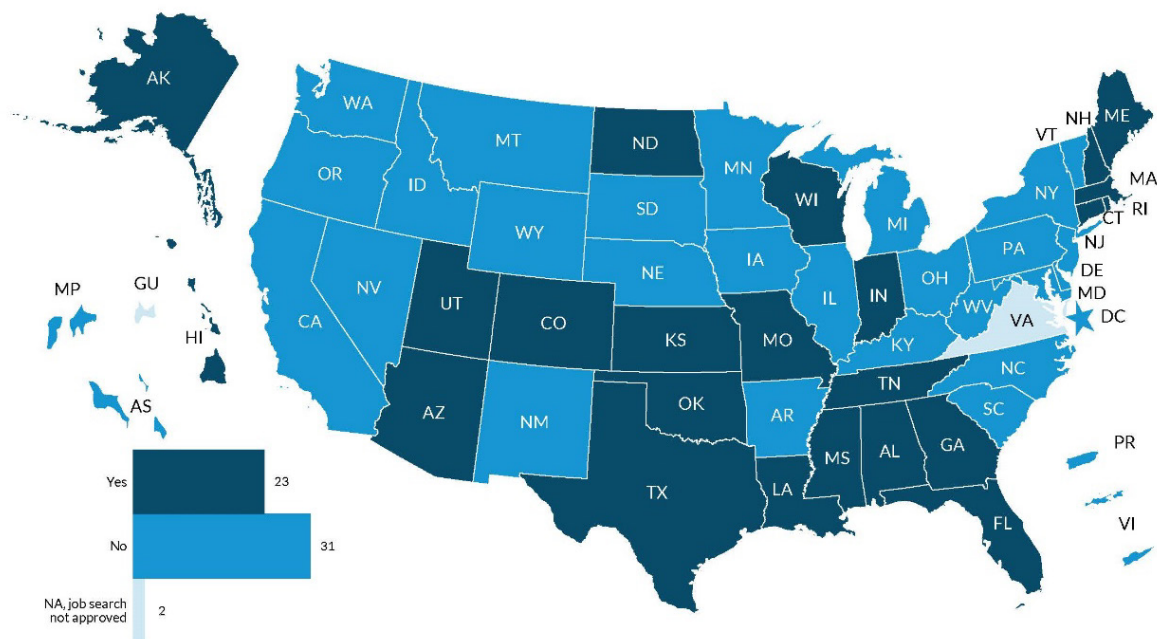 AK
WA
MT
ND
MN
OR
ID
SD
WI
WY
MI
NE
IA
NV
UT
CO
CA
KS
MO
IL
IN
OH
PA
NY
VT
NH
ME
MA
RI
CT
NJ
DE
MD
DC
WV
VA
KY
NC
TN
SC
AZ
NM
OK
AR
TX
LA
MS
AL
GA
FL
MP
GU
HI
AS
PR
VI
Yes
23
No
31
NA, job search
not approved
2